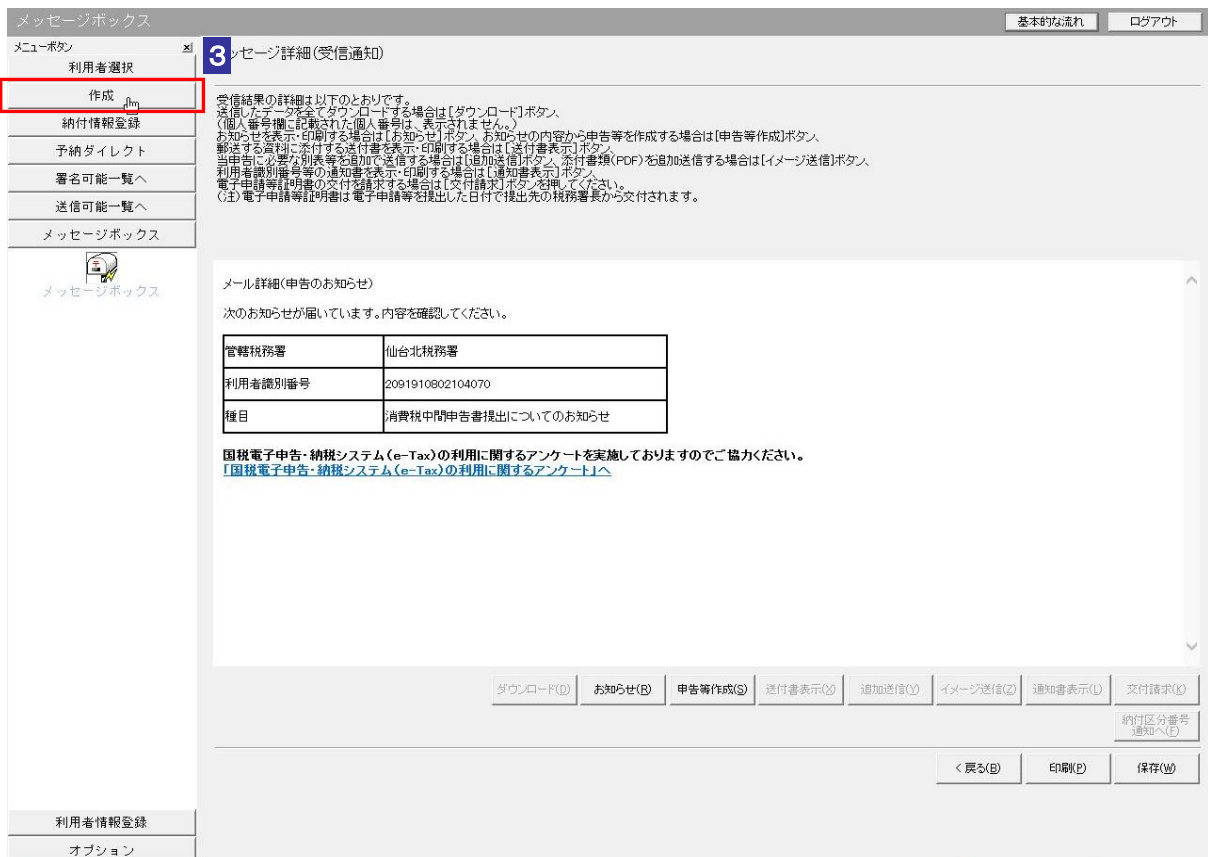 メッセージボックス
基本的な流れ
ログアウト
メニューボタン
利用者選択
作成
納付情報登録
予納ダイレクト
署名可能一覧へ
送信可能一覧へ
メッセージボックス
メッセージボックス
3
ッセージ詳細(受信通知)
受信結果の詳細は以下のとおりです。
送信したデータを全てダウンロードする場合は[ダウンロード]ボタン、
(個人番号欄に記載された個人番号は、表示されません。)
お知らせを表示・印刷する場合は[お知らせ]ボタン、お知らせの内容から申告等を作成する場合は[申告等作成]ボタン、
郵送する資料に添付する送付書を表示・印刷する場合は[送付書表示]ボタン、
当申告に必要な別表等を追加で送信する場合は[追加送信]ボタン、添付書類(PDF)を追加送信する場合は[イメージ送信]ボタン、
利用者識別番号等の通知書を表示・印刷する場合は[通知書表示]ボタン、
電子申請等証明書の交付を請求する場合は[交付請求]ボタンを押してください。
(注)電子申請等証明書は電子申請等を提出した日付で提出先の税務署長から交付されます。
メール詳細(申告のお知らせ)
次のお知らせが届いています。内容を確認してください。
管轄税務署 仙台北税務署
利用者識別番号 2091910802104070
種目 消費税中間申告書提出についてのお知らせ
国税電子申告・納税システム(e-Tax)の利用に関するアンケートを実施しておりますのでご協力ください。
「国税電子申告・納税システム(e-Tax)の利用に関するアンケート」へ
ダウンロード(D) お知らせ(R) 申告等作成(S) 送付書表示(X) 追加送信(Y) イメージ送信(Z) 通知書表示(L) 交付請求(K)
納付区分番号
通知へ(F)
<戻る(B) 印刷(P) 保存(W)
利用者情報登録
オプション